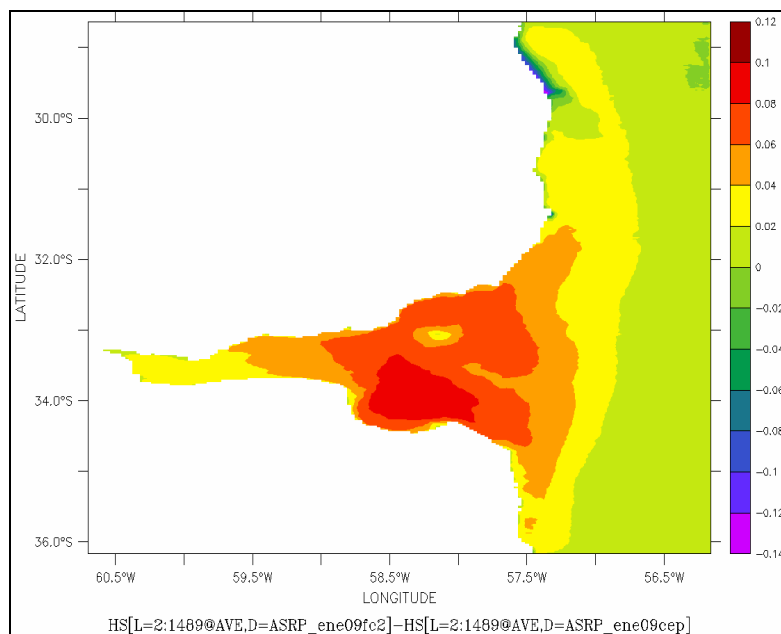 0.12
0.1
0.08
0.06
0.04
0.02
0
−0.02
−0.04
−0.06
−0.08
−0.1
−0.12
−0.14
LATITUDE
30.0°S
32.0°S
34.0°S
36.0°S
60.5°W
59.5°W
58.5°W
57.5°W
56.5°W
LONGITUDE
HS[L=2:1489@AVE,D=ASRP_ene09fc2]−HS[L=2:1489@AVE,D=ASRP_ene09cep]